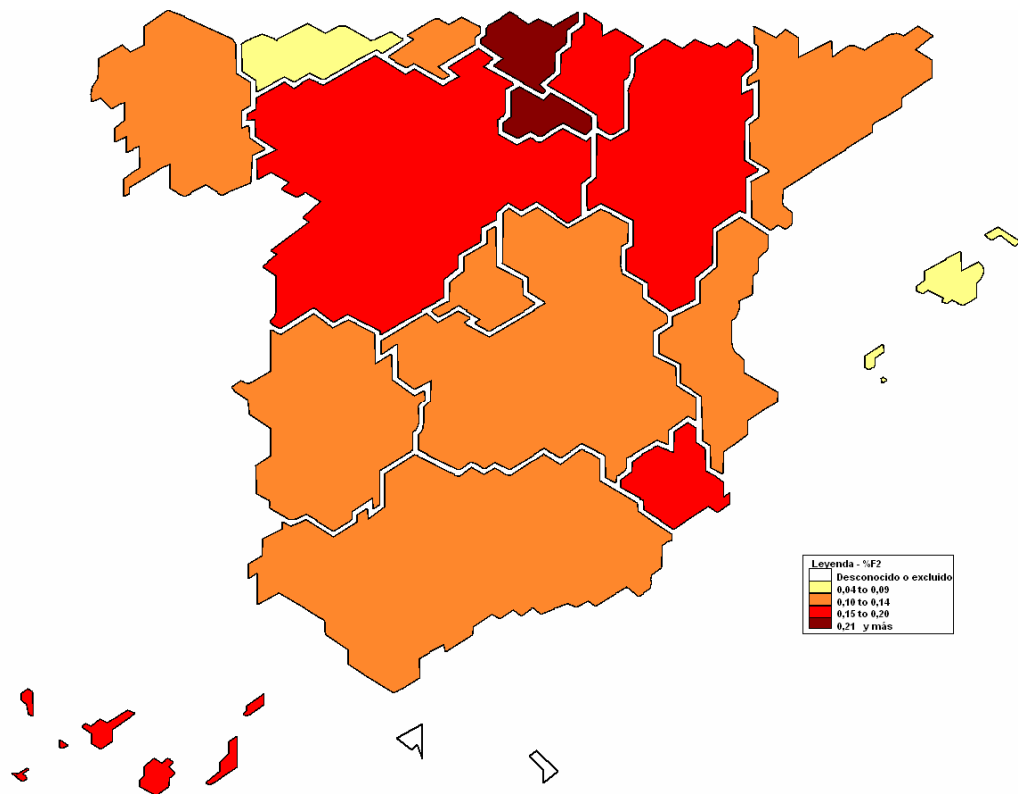 Leyenda - %F2
Desconocido o excluído
0,04 to 0,09
0,10 to 0,14
0,15 to 0,20
0,21 y más